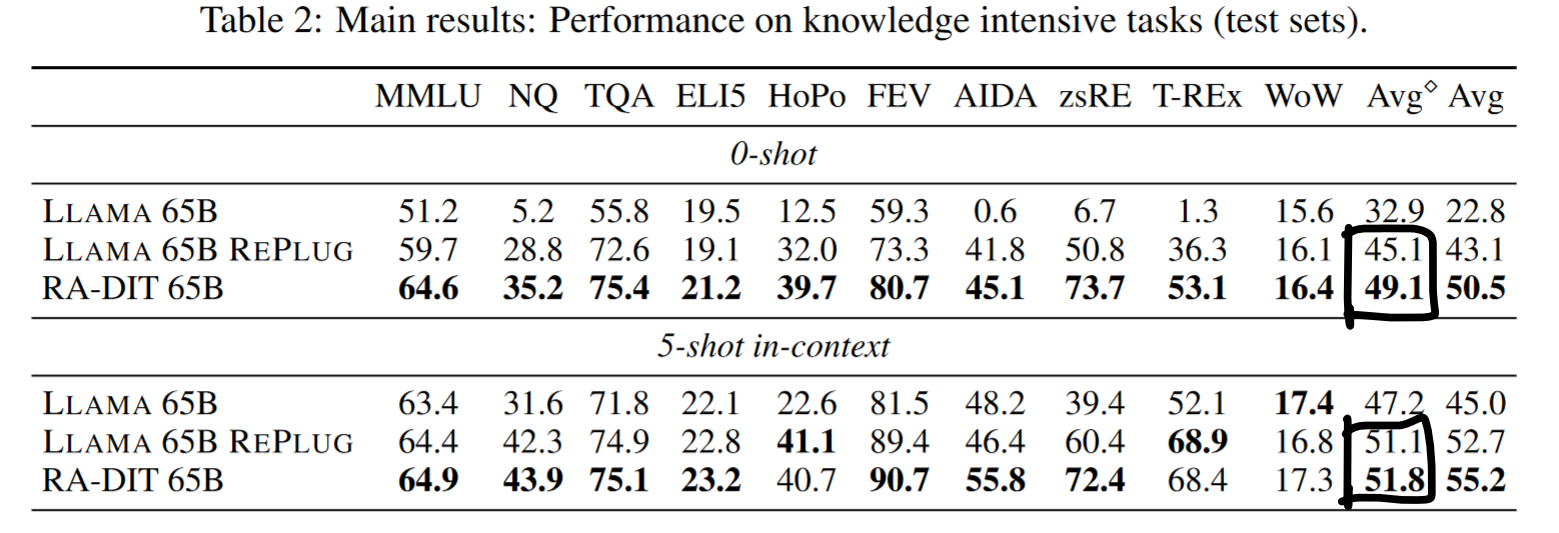 Table 2: Main results: Performance on knowledge intensive tasks (test sets).
MMLU NQ TQA ELI5 HoPo FEV AIDA zsRE T-REx WoW Avg⋄ Avg
0-shot
LLAMA 65B 51.2 5.2 55.8 19.5 12.5 59.3 0.6 6.7 1.3 15.6 32.9 22.8
LLAMA 65B REPLUG 59.7 28.8 72.6 19.1 32.0 73.3 41.8 50.8 36.3 16.1 45.1 43.1
RA-DIT 65B 64.6 35.2 75.4 21.2 39.7 80.7 45.1 73.7 53.1 16.4 49.1 50.5
5-shot in-context
LLAMA 65B 63.4 31.6 71.8 22.1 22.6 81.5 48.2 39.4 52.1 17.4 47.2 45.0
LLAMA 65B REPLUG 64.4 42.3 74.9 22.8 41.1 89.4 46.4 60.4 68.9 16.8 51.1 52.7
RA-DIT 65B 64.9 43.9 75.1 23.2 40.7 90.7 55.8 72.4 68.4 17.3 51.8 55.2